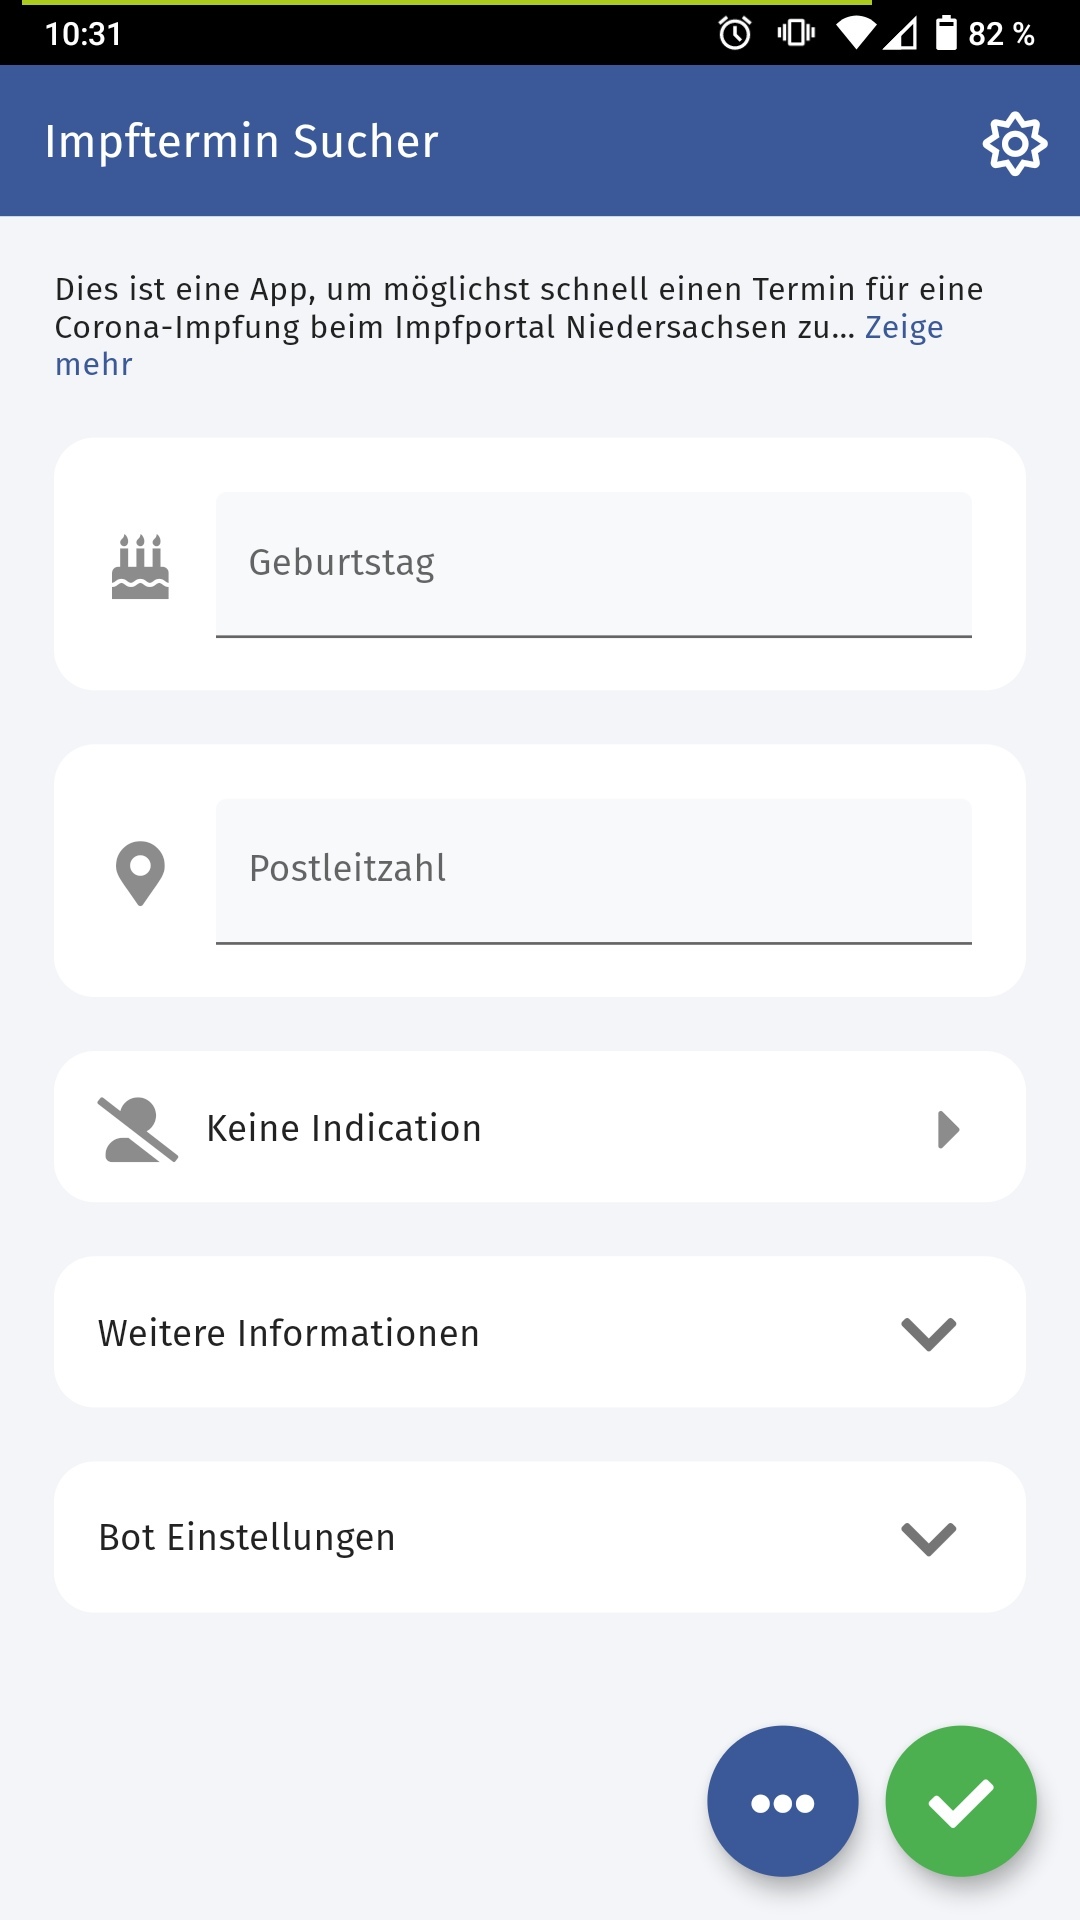 10:31
82 %
Impftermin Sucher
Dies ist eine App, um möglichst schnell einen Termin für eine
Corona-Impfung beim Impfportal Niedersachsen zu... Zeige
mehr
Geburtstag
Postleitzahl
Keine Indication
Weitere Informationen
Bot Einstellungen